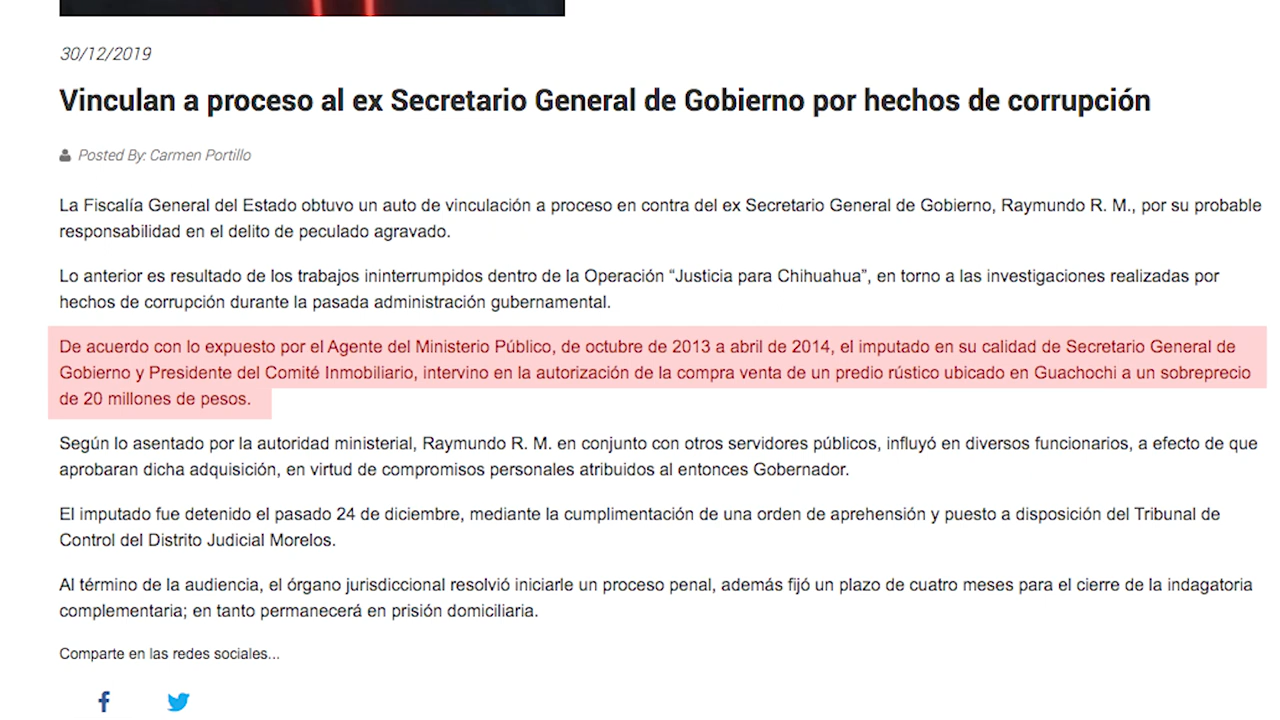 30/12/2019
Vinculan a proceso al ex Secretario General de Gobierno por hechos de corrupción
Posted By: Carmen Portillo
La Fiscalía General del Estado obtuvo un auto de vinculación a proceso en contra del ex Secretario General de Gobierno, Raymundo R. M., por su probable
responsabilidad en el delito de peculado agravado.
Lo anterior es resultado de los trabajos ininterrumpidos dentro de la Operación “Justicia para Chihuahua”, en torno a las investigaciones realizadas por
hechos de corrupción durante la pasada administración gubernamental.
De acuerdo con lo expuesto por el Agente del Ministerio Público, de octubre de 2013 a abril de 2014, el imputado en su calidad de Secretario General de
Gobierno y Presidente del Comité Inmobiliario, intervino en la autorización de la compra venta de un predio rústico ubicado en Guachochi a un sobreprecio
de 20 millones de pesos.
Según lo asentado por la autoridad ministerial, Raymundo R. M. en conjunto con otros servidores públicos, influyó en diversos funcionarios, a efecto de que
aprobaran dicha adquisición, en virtud de compromisos personales atribuidos al entonces Gobernador.
El imputado fue detenido el pasado 24 de diciembre, mediante la cumplimentación de una orden de aprehensión y puesto a disposición del Tribunal de
Control del Distrito Judicial Morelos.
Al término de la audiencia, el órgano jurisdiccional resolvió iniciarle un proceso penal, además fijó un plazo de cuatro meses para el cierre de la indagatoria
complementaria; en tanto permanecerá en prisión domiciliaria.
Comparte en las redes sociales...